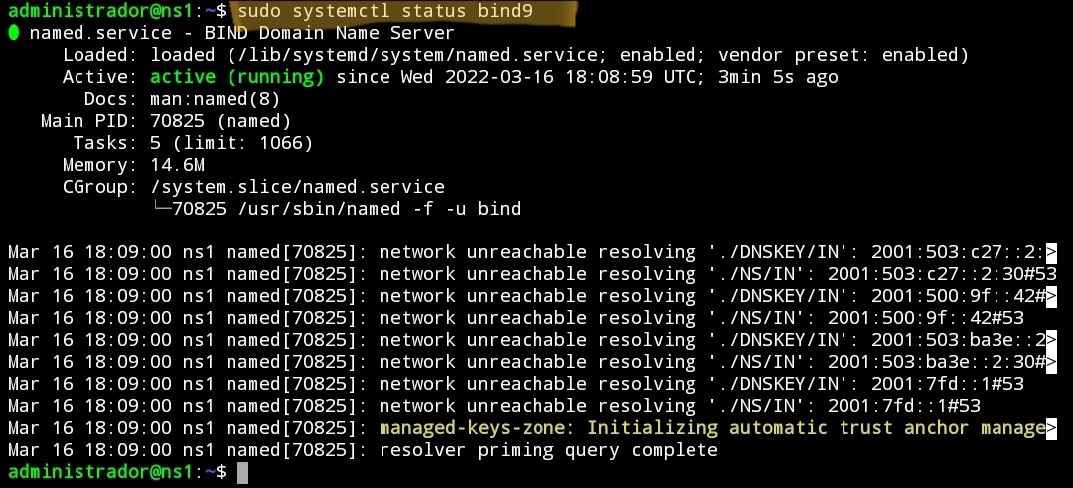 administrador@ns1:~$ sudo systemctl status bind9
● named.service - BIND Domain Name Server
Loaded: loaded (/lib/systemd/system/named.service; enabled; vendor preset: enabled)
Active: active (running) since Wed 2022-03-16 18:08:59 UTC; 3min 5s ago
Docs: man:named(8)
Main PID: 70825 (named)
Tasks: 5 (limit: 1066)
Memory: 14.6M
CGroup: /system.slice/named.service
└─70825 /usr/sbin/named -f -u bind
Mar 16 18:09:00 ns1 named[70825]: network unreachable resolving './DNSKEY/IN': 2001:503:c27::2:>
Mar 16 18:09:00 ns1 named[70825]: network unreachable resolving './NS/IN': 2001:503:c27::2:30#53
Mar 16 18:09:00 ns1 named[70825]: network unreachable resolving './DNSKEY/IN': 2001:500:9f::42#>
Mar 16 18:09:00 ns1 named[70825]: network unreachable resolving './NS/IN': 2001:500:9f::42#53
Mar 16 18:09:00 ns1 named[70825]: network unreachable resolving './DNSKEY/IN': 2001:503:ba3e::2>
Mar 16 18:09:00 ns1 named[70825]: network unreachable resolving './NS/IN': 2001:503:ba3e::2:30#>
Mar 16 18:09:00 ns1 named[70825]: network unreachable resolving './DNSKEY/IN': 2001:7fd::1#53
Mar 16 18:09:00 ns1 named[70825]: network unreachable resolving './NS/IN': 2001:7fd::1#53
Mar 16 18:09:00 ns1 named[70825]: managed-keys-zone: Initializing automatic trust anchor manage>
Mar 16 18:09:00 ns1 named[70825]: resolver priming query complete
administrador@ns1:~$